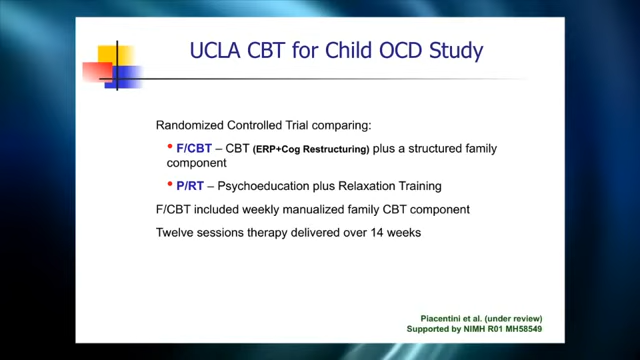 UCLA CBT for Child OCD Study
Randomized Controlled Trial comparing:
• F/CBT – CBT (ERP+Cog Restructuring) plus a structured family
component
• P/RT – Psychoeducation plus Relaxation Training
F/CBT included weekly manualized family CBT component
Twelve sessions therapy delivered over 14 weeks
Piacentini et al. (under review)
Supported by NIMH R01 MH58549